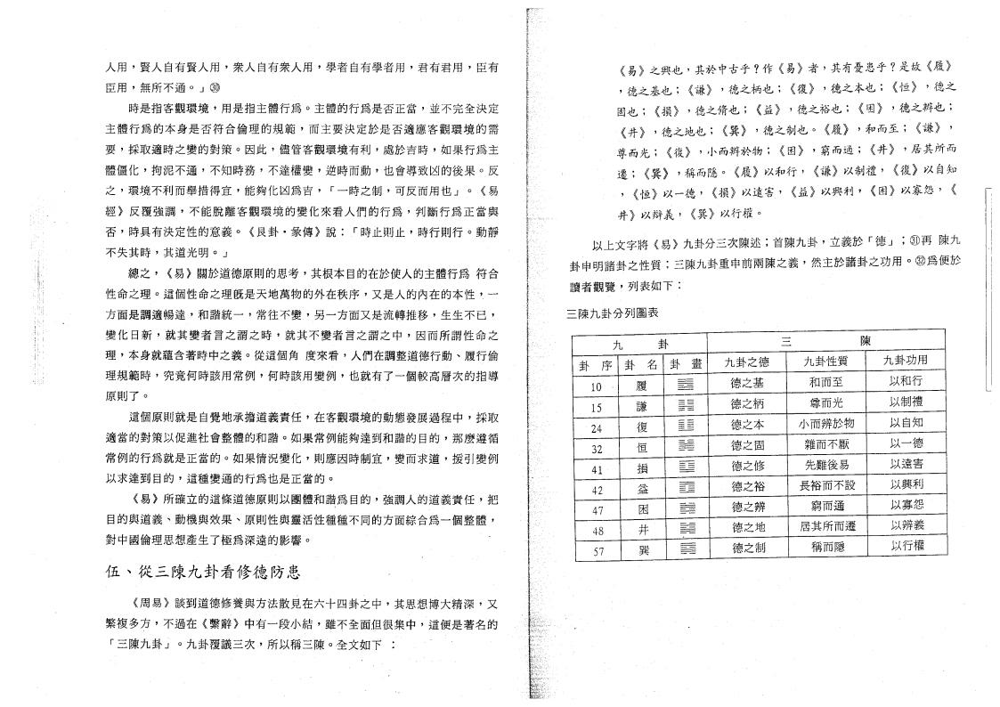 人用，賢人自有賢人用，衆人自有衆人用，學者自有學者用，君有君用，臣有
臣用，無所不通。」㉚
時是指客觀環境，用是指主體行爲。主體的行爲是否正當，並不完全決定
主體行爲的本身是否符合倫理的規範，而主要決定於是否適應客觀環境的需
要，採取適時之變的對策。因此，儘管客觀環境有利，處於吉時，如果行爲主
體僵化，拘泥不通，不知時務，不達權變，逆時而動，也會導致凶的後果。反
之，環境不利而舉措得宜，能夠化凶爲吉，「一時之制，可反而用也」。《易
經》反覆強調，不能脫離客觀環境的變化來看人們的行爲，判斷行爲正當與
否，時具有決定性的意義。《艮卦·彖傳》說：「時止則止，時行則行。動靜
不失其時，其道光明。」
總之，《易》關於道德原則的思考，其根本目的在於使人的主體行爲 符合
性命之理。這個性命之理旣是天地萬物的外在秩序，又是人的內在的本性，一
方面是調適暢達，和諧統一，常往不變，另一方面又是流轉推移，生生不已，
變化日新，就其變者言之謂之時，就其不變者言之謂之中，因而所謂性命之
理，本身就蘊含著時中之義。從這個角 度來看，人們在調整道德行動、履行倫
理規範時，究竟何時該用常例，何時該用變例，也就有了一個較高層次的指導
原則了。
這個原則就是自覺地承擔道義責任，在客觀環境的動態發展過程中，採取
適當的對策以促進社會整體的和諧。如果常例能夠達到和諧的目的，那麼遵循
常例的行爲就是正當的。如果情況變化，則應因時制宜，變而求道，援引變例
以求達到目的，這種變通的行爲也是正當的。
《易》所確立的這條道德原則以團體和諧爲目的，強調人的道義責任，把
目的與道義、動機與效果、原則性與靈活性種種不同的方面綜合爲一個整體，
對中國倫理思想產生了極爲深遠的影響。
伍、從三陳九卦看修德防患
《周易》談到道德修養與方法散見在六十四卦之中，其思想博大精深，又
繁複多方，不過在《繫辭》中有一段小結，雖不全面但很集中，這便是著名的
「三陳九卦」。九卦覆議三次，所以稱三陳。全文如下 ：
《易》之興也，其於中古乎？作《易》者，其有憂患乎？是故《履》
，德之基也；《謙》，德之柄也；《復》，德之本也；《恒》，德之
固也；《損》，德之脩也；《益》，德之裕也；《困》，德之辨也；
《井》，德之地也；《巽》，德之制也。《履》，和而至；《謙》，
尊而光；《復》，小而辨於物；《困》，窮而通；《井》，居其所而
遷；《巽》，稱而隱。《履》以和行，《謙》以制禮，《復》以自知
，《恒》以一德，《損》以遠害，《益》以興利，《困》以寡怨，《
井》以辯義，《巽》以行權。
以上文字將《易》九卦分三次陳述；首陳九卦，立義於「德」；㉛再 陳九
卦申明諸卦之性質；三陳九卦重申前兩陳之義，然主於諸卦之功用。㉜爲便於
讀者觀覽，列表如下：
三陳九卦分列圖表
九 卦 三 陳
卦 序 卦 名 卦 畫 九卦之德 九卦性質 九卦功用
10 履 ䷉ 德之基 和而至 以和行
15 謙 ䷎ 德之柄 尊而光 以制禮
24 復 ䷗ 德之本 小而辨於物 以自知
32 恒 ䷟ 德之固 雜而不厭 以一德
41 損 ䷨ 德之修 先難後易 以遠害
42 益 ䷩ 德之裕 長裕而不設 以興利
47 困 ䷮ 德之辨 窮而通 以寡怨
48 井 ䷯ 德之地 居其所而遷 以辨義
57 巽 ䷸ 德之制 稱而隱 以行權